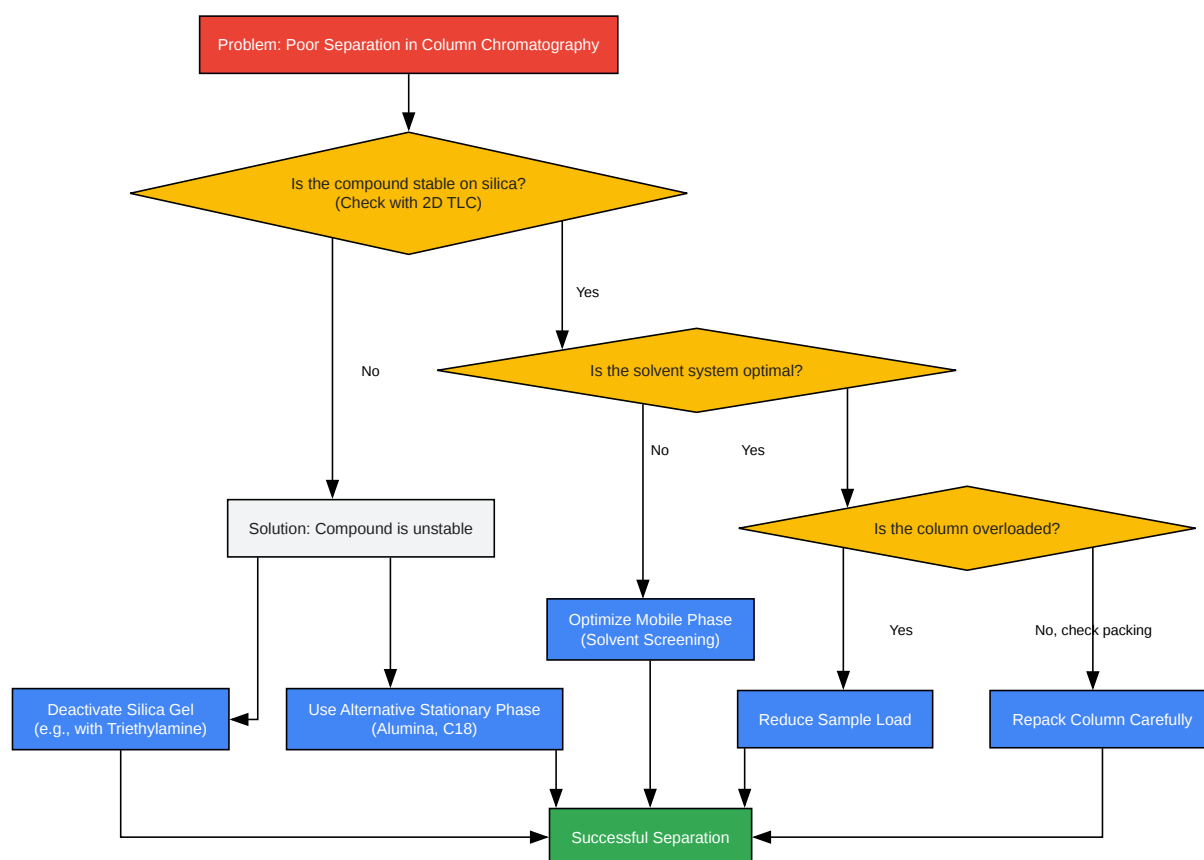 Problem: Poor Separation in Column Chromatography
Is the compound stable on silica?
(Check with 2D TLC)
Yes
Is the solvent system optimal?
No
No
Yes
Solution: Compound is unstable
Is the column overloaded?
Optimize Mobile Phase
(Solvent Screening)
Yes
No, check packing
Deactivate Silica Gel
(e.g., with Triethylamine)
Use Alternative Stationary Phase
(Alumina, C18)
Reduce Sample Load
Repack Column Carefully
Successful Separation